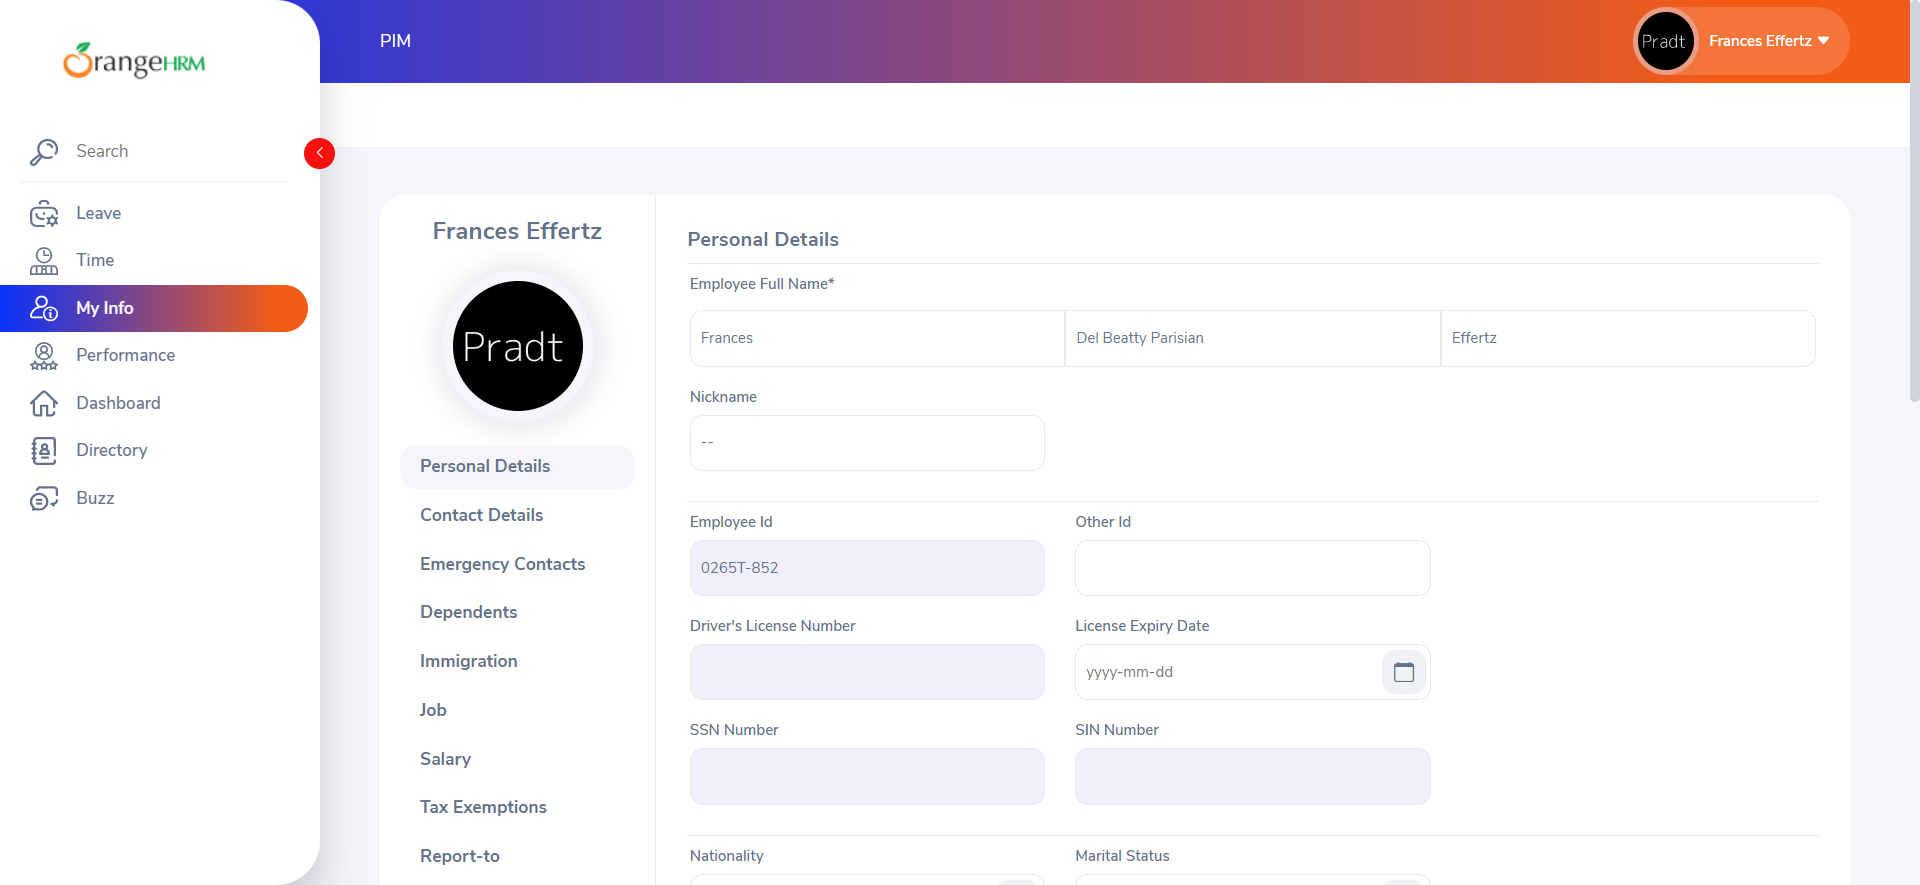 OrangeHRM
Search
Leave
Time
My Info
Performance
Dashboard
Directory
Buzz
PIM
Pradt
Frances Effertz
Frances Effertz
Pradt
Personal Details
Contact Details
Emergency Contacts
Dependents
Immigration
Job
Salary
Tax Exemptions
Report-to
Personal Details
Employee Full Name*
Frances Del Beatty Parisian Effertz
Nickname
--
Employee Id Other Id
0265T-852
Driver's License Number License Expiry Date
yyyy-mm-dd
SSN Number SIN Number
Nationality Marital Status